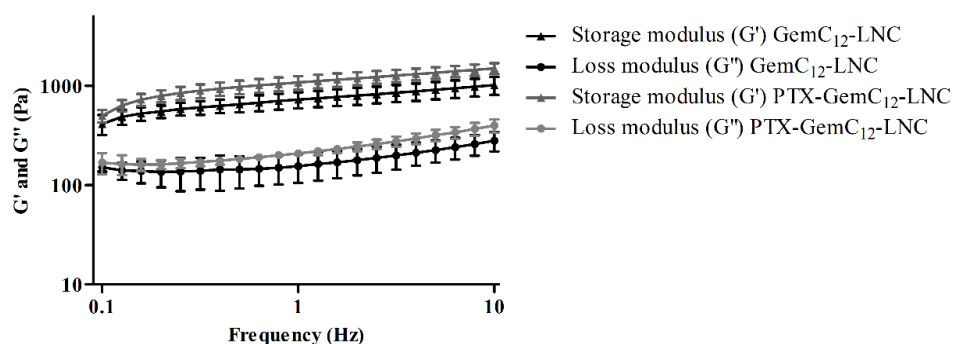 G' and G'' (Pa)
1000
100
10
0.1
1
10
Frequency (Hz)
Storage modulus (G') GemC₁₂-LNC
Loss modulus (G'') GemC₁₂-LNC
Storage modulus (G') PTX-GemC₁₂-LNC
Loss modulus (G'') PTX-GemC₁₂-LNC